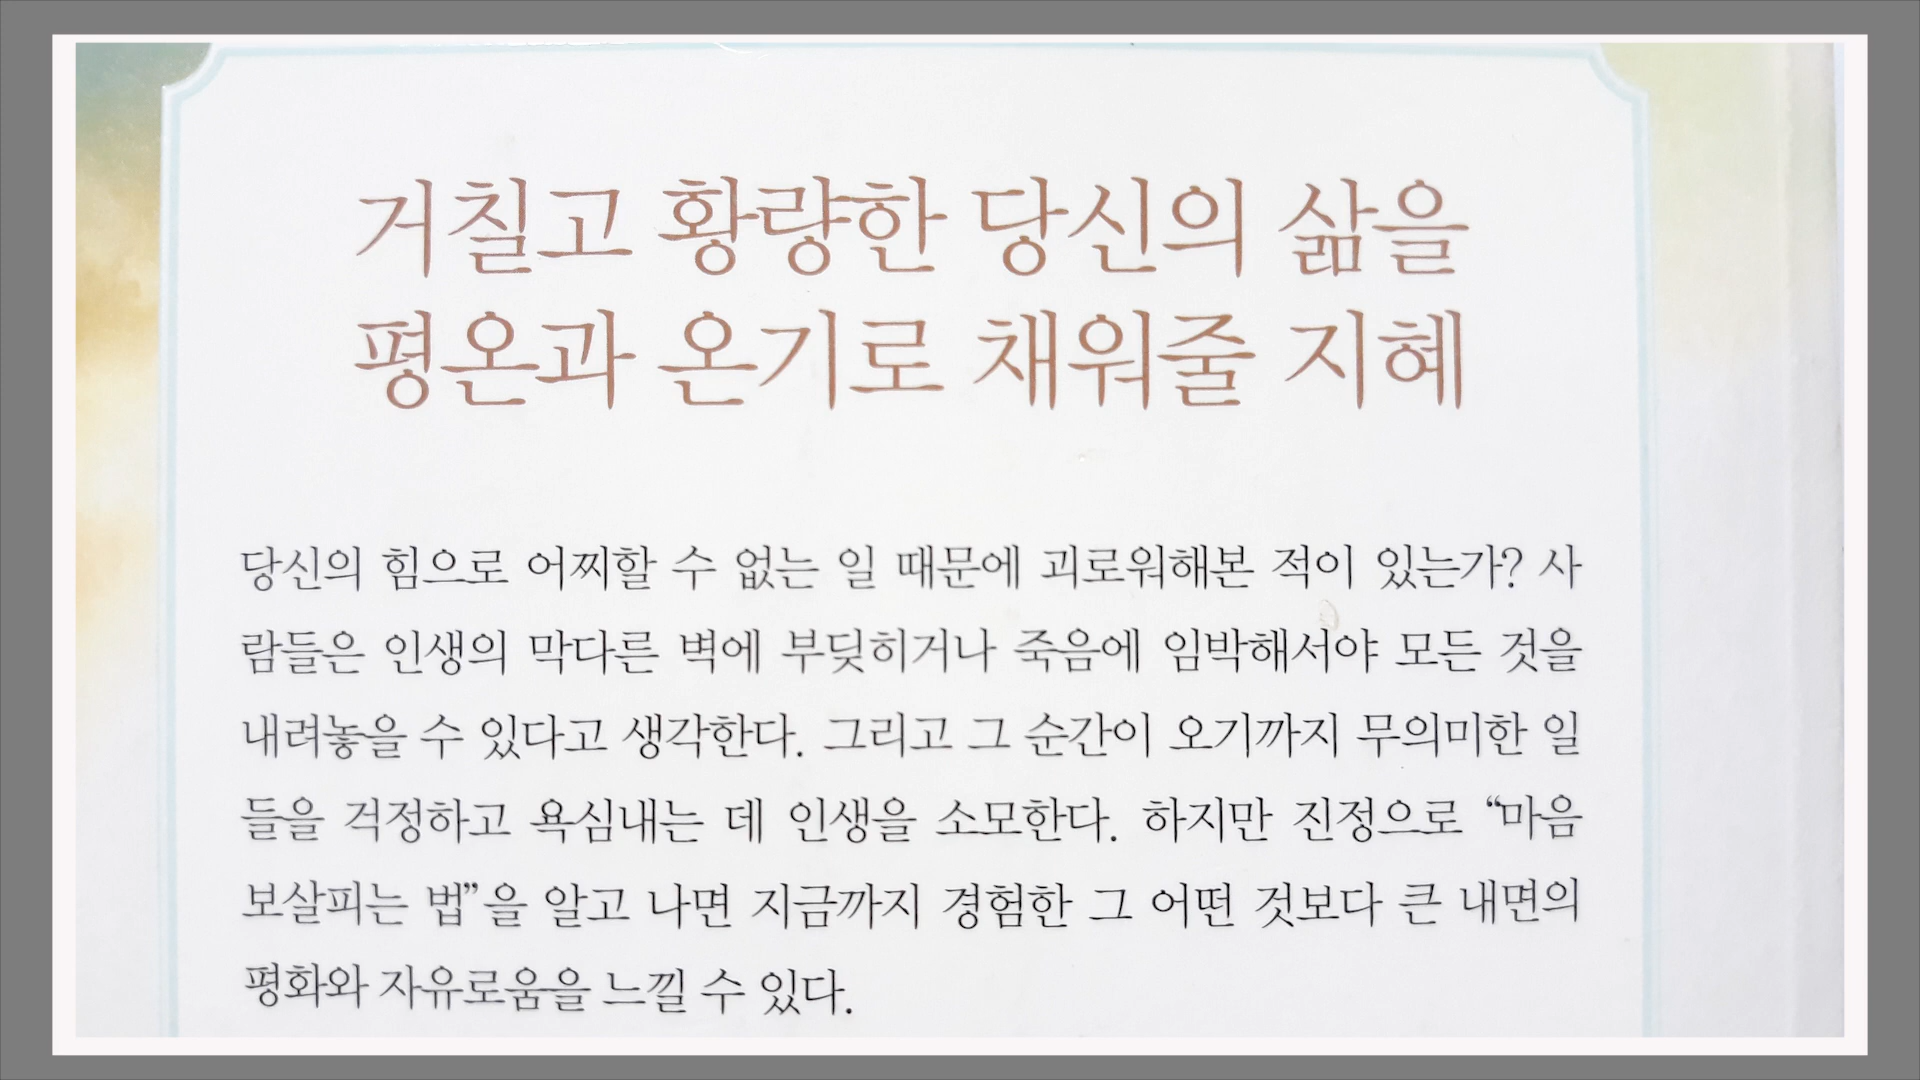 거칠고 황량한 당신의 삶을
평온과 온기로 채워줄 지혜
당신의 힘으로 어찌할 수 없는 일 때문에 괴로워해본 적이 있는가? 사
람들은 인생의 막다른 벽에 부딪히거나 죽음에 임박해서야 모든 것을
내려놓을 수 있다고 생각한다. 그리고 그 순간이 오기까지 무의미한 일
들을 걱정하고 욕심내는 데 인생을 소모한다. 하지만 진정으로 “마음
보살피는 법”을 알고 나면 지금까지 경험한 그 어떤 것보다 큰 내면의
평화와 자유로움을 느낄 수 있다.